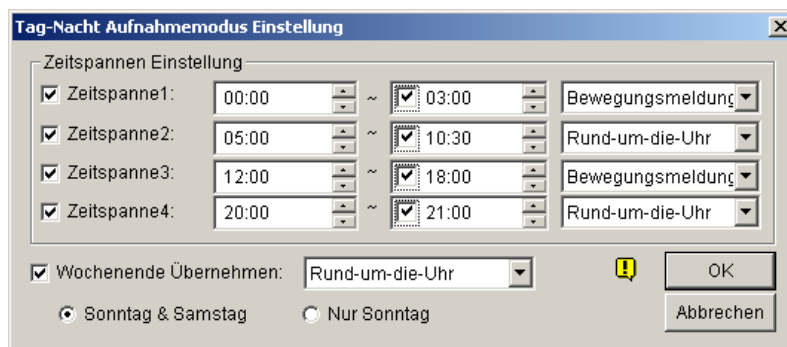 Tag-Nacht Aufnahmemodus Einstellung
Zeitspannen Einstellung
Zeitspanne1: 00:00 ~ 03:00 Bewegungsmeldung
Zeitspanne2: 05:00 ~ 10:30 Rund-um-die-Uhr
Zeitspanne3: 12:00 ~ 18:00 Bewegungsmeldung
Zeitspanne4: 20:00 ~ 21:00 Rund-um-die-Uhr
Wochenende Übernehmen: Rund-um-die-Uhr OK
Sonntag & Samstag Nur Sonntag Abbrechen